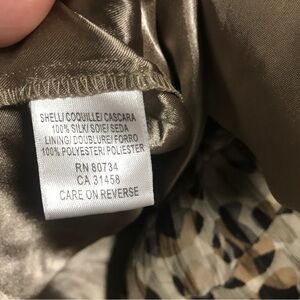 SHELL/ COQUILLE/ CASCARA
100% SILK/ SOIE/ SEDA
LINING/ DOUBLURE/ FORRO
100% POLYESTER/ POLIESTER
RN 80734
CA 31458
CARE ON REVERSE